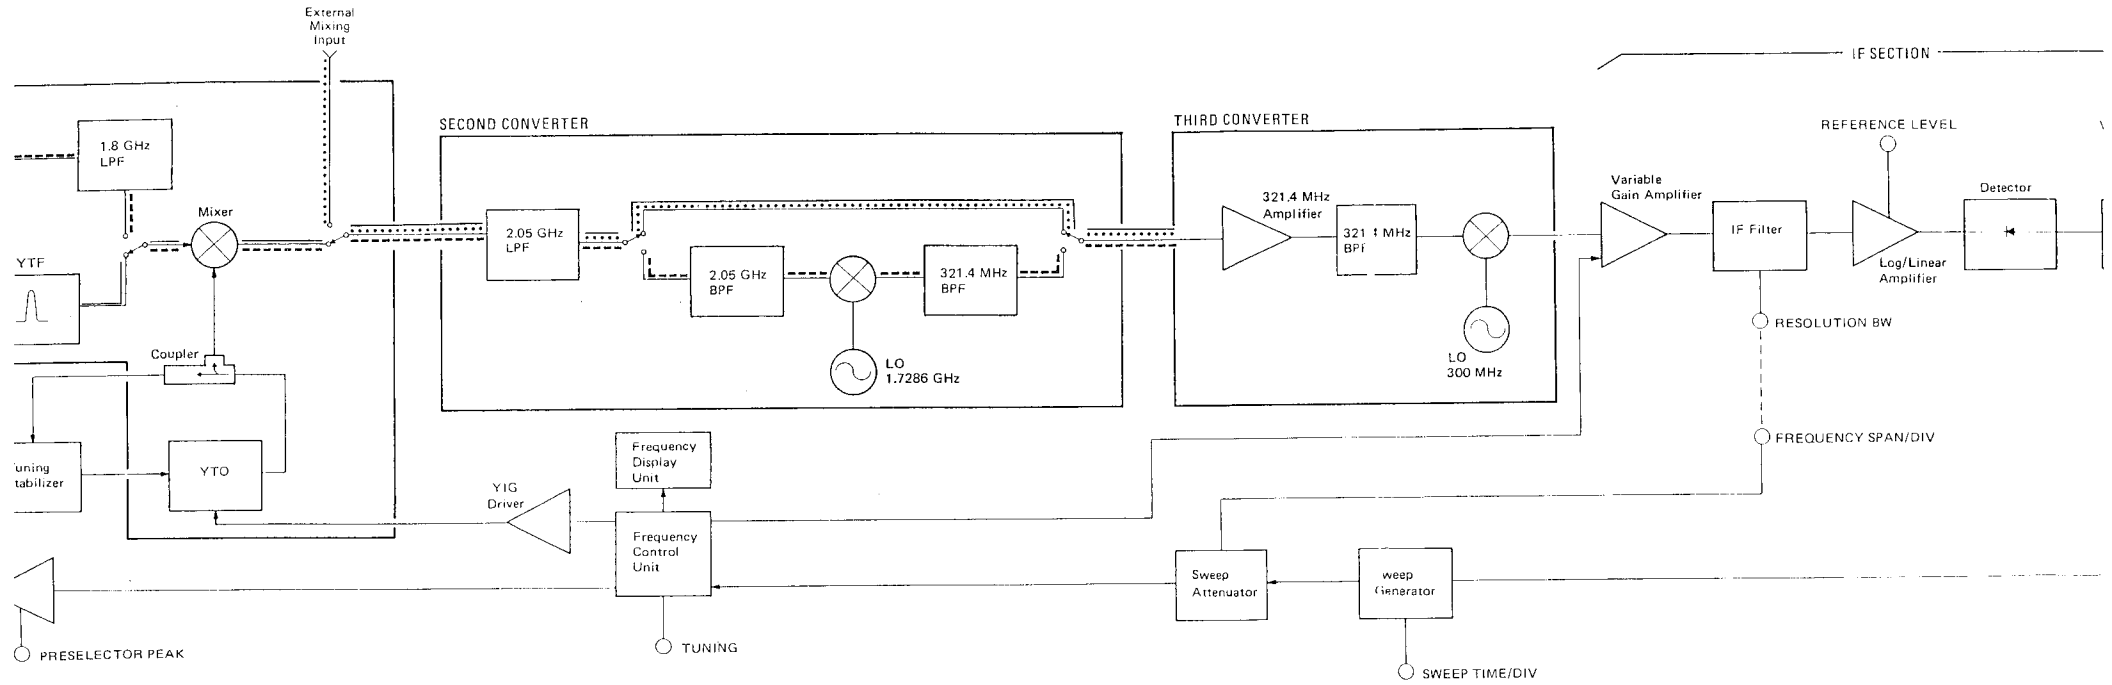 External
Mixing
Input
IF SECTION
SECOND CONVERTER
THIRD CONVERTER
REFERENCE LEVEL
1.8 GHz
LPF
Mixer
2.05 GHz
LPF
321.4 MHz
Amplifier
321 MHz
BPF
Variable
Gain Amplifier
Detector
IF Filter
Log/Linear
Amplifier
YTF
2.05 GHz
BPF
321.4 MHz
BPF
RESOLUTION BW
Coupler
LO
1.7286 GHz
LO
300 MHz
FREQUENCY SPAN/DIV
uning
tabilizer
YTO
YIG
Driver
Frequency
Display
Unit
Frequency
Control
Unit
Sweep
Attenuator
weep
Generator
PRESELECTOR PEAK
TUNING
SWEEP TIME/DIV